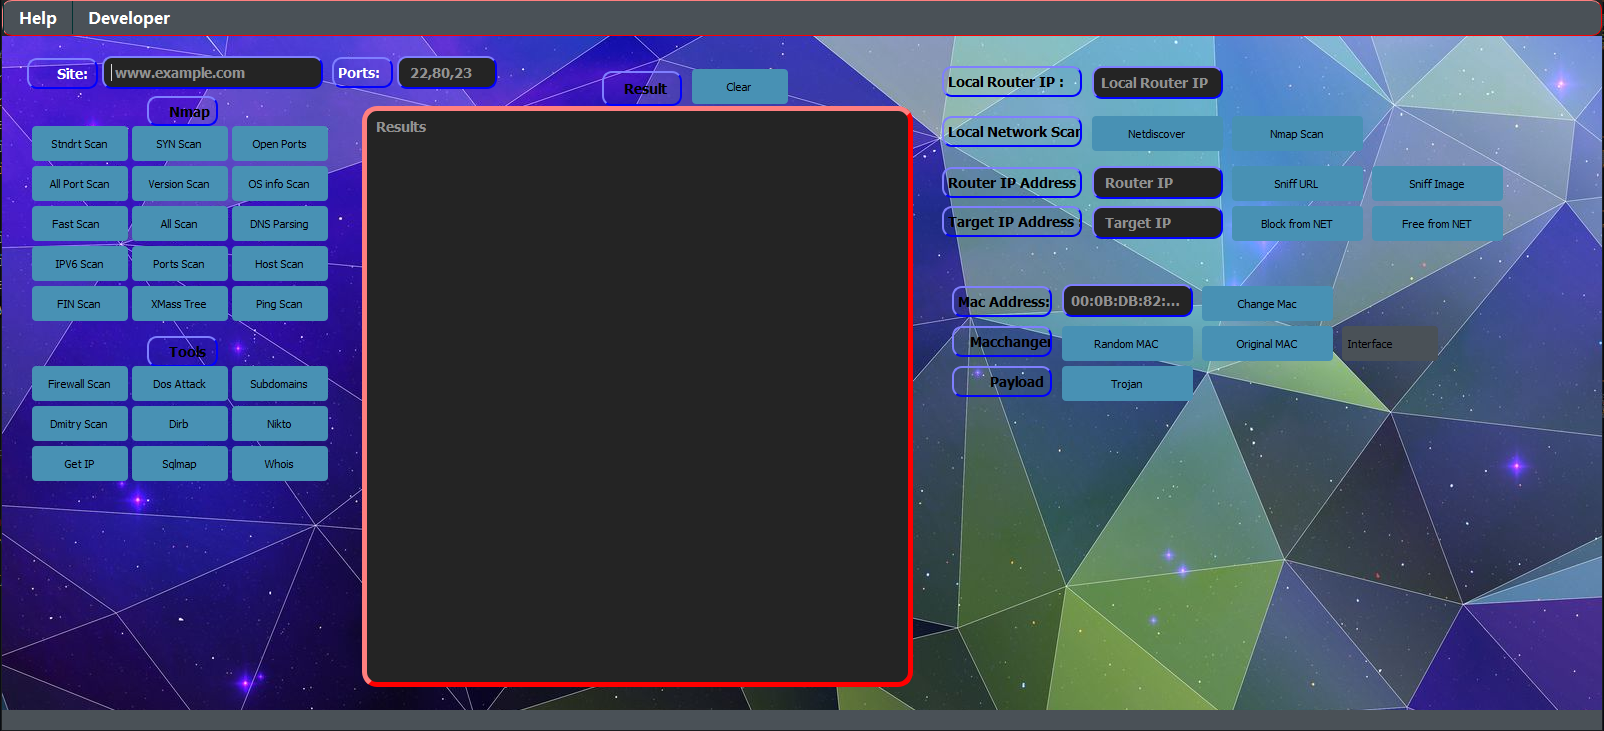 Help Developer
Site: www.example.com Ports: 22,80,23
Result Clear
Nmap
Stndrt Scan SYN Scan Open Ports
All Port Scan Version Scan OS info Scan
Fast Scan All Scan DNS Parsing
IPV6 Scan Ports Scan Host Scan
FIN Scan XMass Tree Ping Scan
Tools
Firewall Scan Dos Attack Subdomains
Dmitry Scan Dirb Nikto
Get IP Sqlmap Whois
Results
Local Router IP : Local Router IP
Local Network Scan Netdiscover Nmap Scan
Router IP Address Router IP Sniff URL Sniff Image
Target IP Address Target IP Block from NET Free from NET
Mac Address: 00:0B:DB:82:... Change Mac
Macchanger Random MAC Original MAC Interface
Payload Trojan